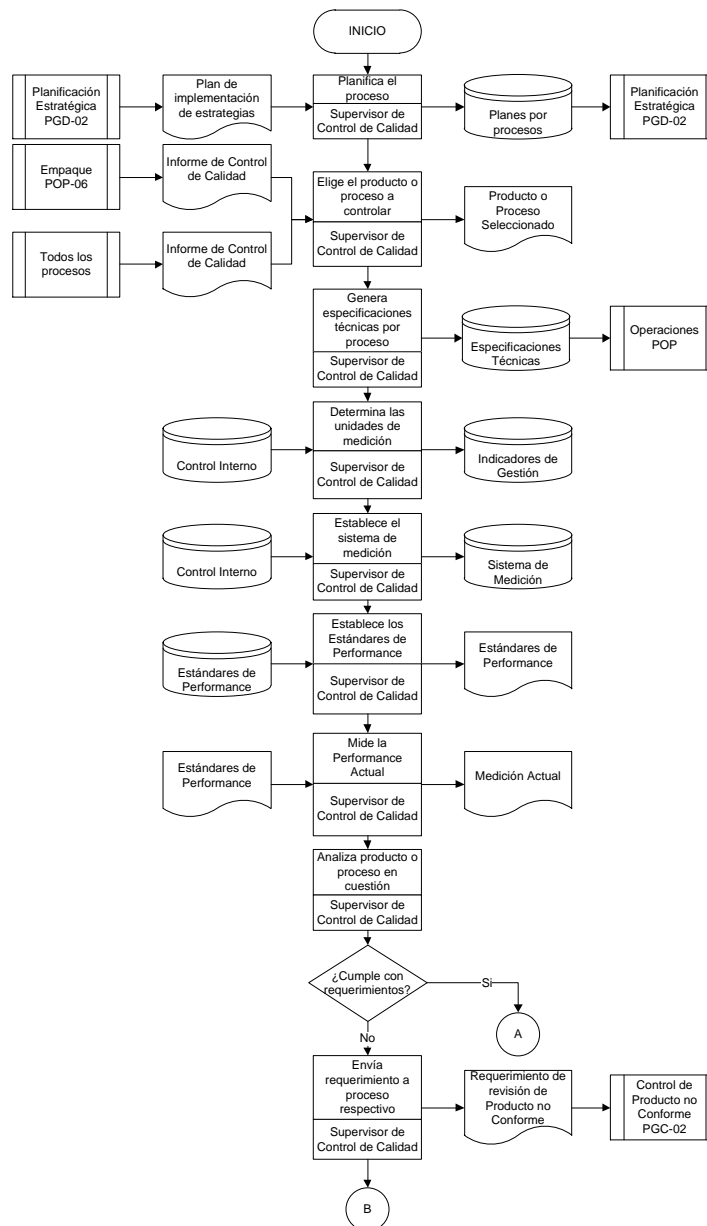 INICIO
Planificación
Estratégica
PGD-02
Plan de
implementación
de estrategias
Planifica el
proceso
Supervisor de
Control de Calidad
Planes por
procesos
Planificación
Estratégica
PGD-02
Empaque
POP-06
Informe de Control
de Calidad
Elige el producto o
proceso a
controlar
Supervisor de
Control de Calidad
Producto o
Proceso
Seleccionado
Todos los
procesos
Informe de Control
de Calidad
Genera
especificaciones
técnicas por
proceso
Supervisor de
Control de Calidad
Especificaciones
Técnicas
Operaciones
POP
Control Interno
Determina las
unidades de
medición
Supervisor de
Control de Calidad
Indicadores de
Gestión
Control Interno
Establece el
sistema de
medición
Supervisor de
Control de Calidad
Sistema de
Medición
Estándares de
Performance
Establece los
Estándares de
Performance
Supervisor de
Control de Calidad
Estándares de
Performance
Estándares de
Performance
Mide la
Performance
Actual
Supervisor de
Control de Calidad
Medición Actual
Analiza producto o
proceso en
cuestión
Supervisor de
Control de Calidad
¿Cumple con
requerimientos?
Si
A
No
Envía
requerimiento a
proceso
respectivo
Supervisor de
Control de Calidad
Requerimiento de
revisión de
Producto no
Conforme
Control de
Producto no
Conforme
PGC-02
B